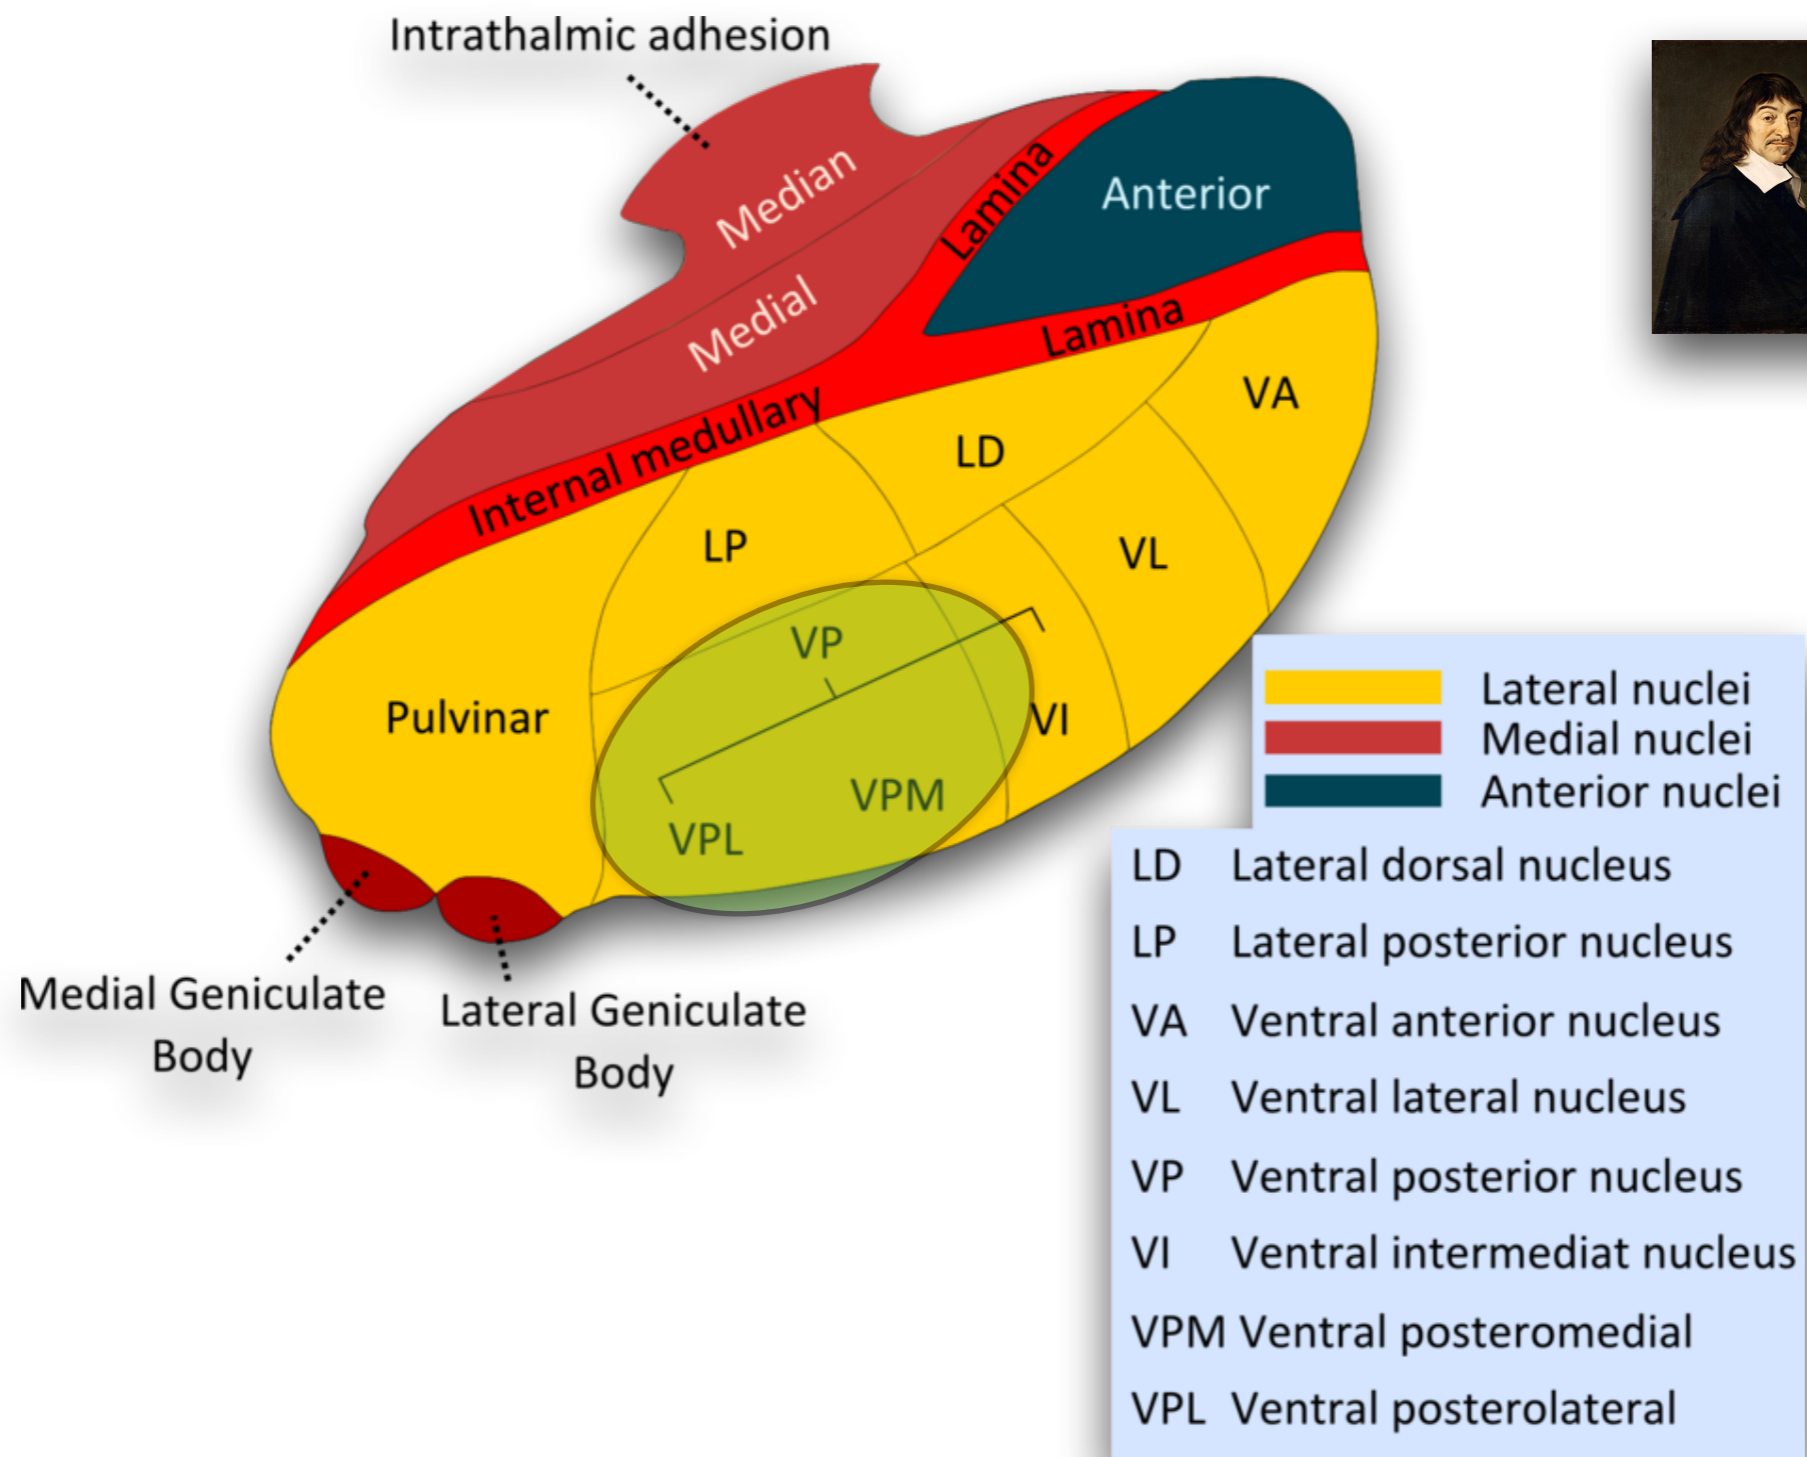 Intrathalmic adhesion
Median
Medial
Lamina
Anterior
Lamina
Internal medullary
VA
LD
LP
VL
VP
Pulvinar
VI
VPM
VPL
Medial Geniculate
Body
Lateral Geniculate
Body
Lateral nuclei
Medial nuclei
Anterior nuclei
LD Lateral dorsal nucleus
LP Lateral posterior nucleus
VA Ventral anterior nucleus
VL Ventral lateral nucleus
VP Ventral posterior nucleus
VI Ventral intermediat nucleus
VPM Ventral posteromedial
VPL Ventral posterolateral